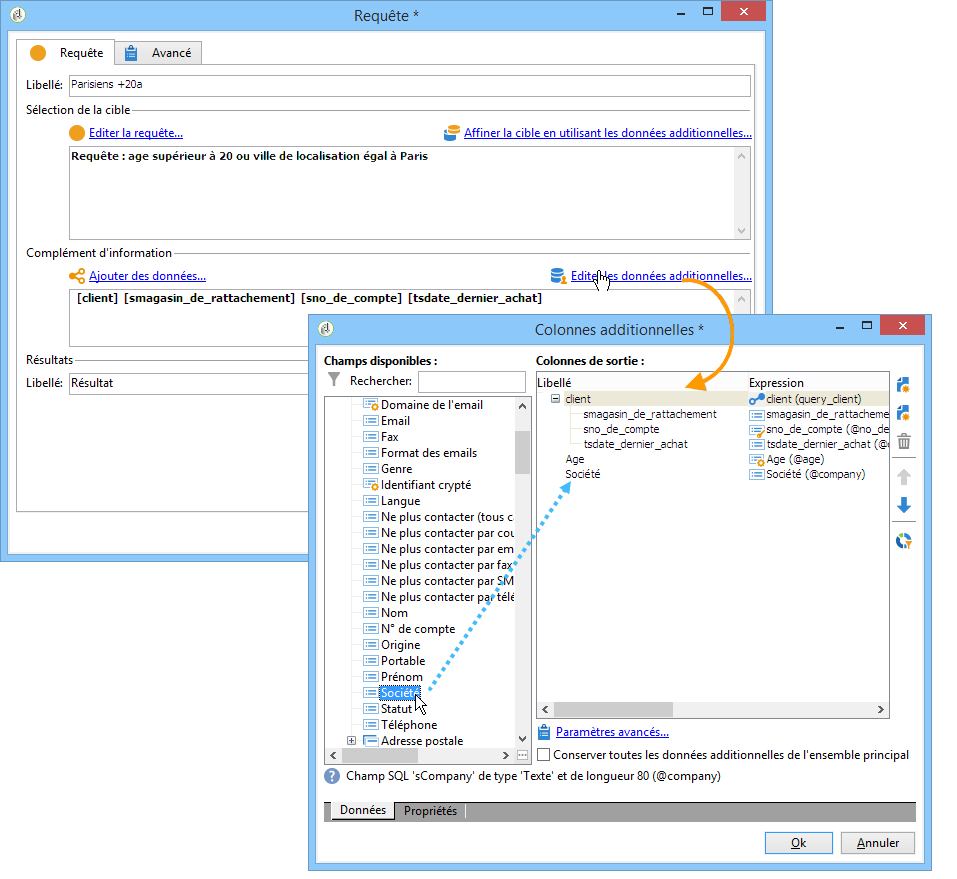 Requête *
Requête Avancé
Libellé: Parisiens +20a
Sélection de la cible
Editer la requête... Affiner la cible en utilisant les données additionnelles...
Requête : age supérieur à 20 ou ville de localisation égal à Paris
Complément d'information
Ajouter des données... Editer les données additionnelles...
[client] [smagasin_de_rattachement] [sno_de_compte] [tsdate_dernier_achat]
Résultats
Libellé: Résultat
Colonnes additionnelles *
Champs disponibles :
Rechercher:
Domaine de l'email
Email
Fax
Format des emails
Genre
Identifiant crypté
Langue
Ne plus contacter (tous c
Ne plus contacter par cou
Ne plus contacter par em
Ne plus contacter par fax
Ne plus contacter par SM
Ne plus contacter par télé
Nom
N° de compte
Origine
Portable
Prénom
Société
Statut
Téléphone
Adresse postale
Colonnes de sortie :
Libellé Expression
client client (query_client)
smagasin_de_rattachement smagasin_de_rattacheme
sno_de_compte sno_de_compte (@sno_de
tsdate_dernier_achat tsdate_dernier_achat (@
Age Age (@age)
Société Société (@company)
Paramètres avancés...
Conserver toutes les données additionnelles de l'ensemble principal
Champ SQL 'sCompany' de type 'Texte' et de longueur 80 (@company)
Données Propriétés
Ok Annuler